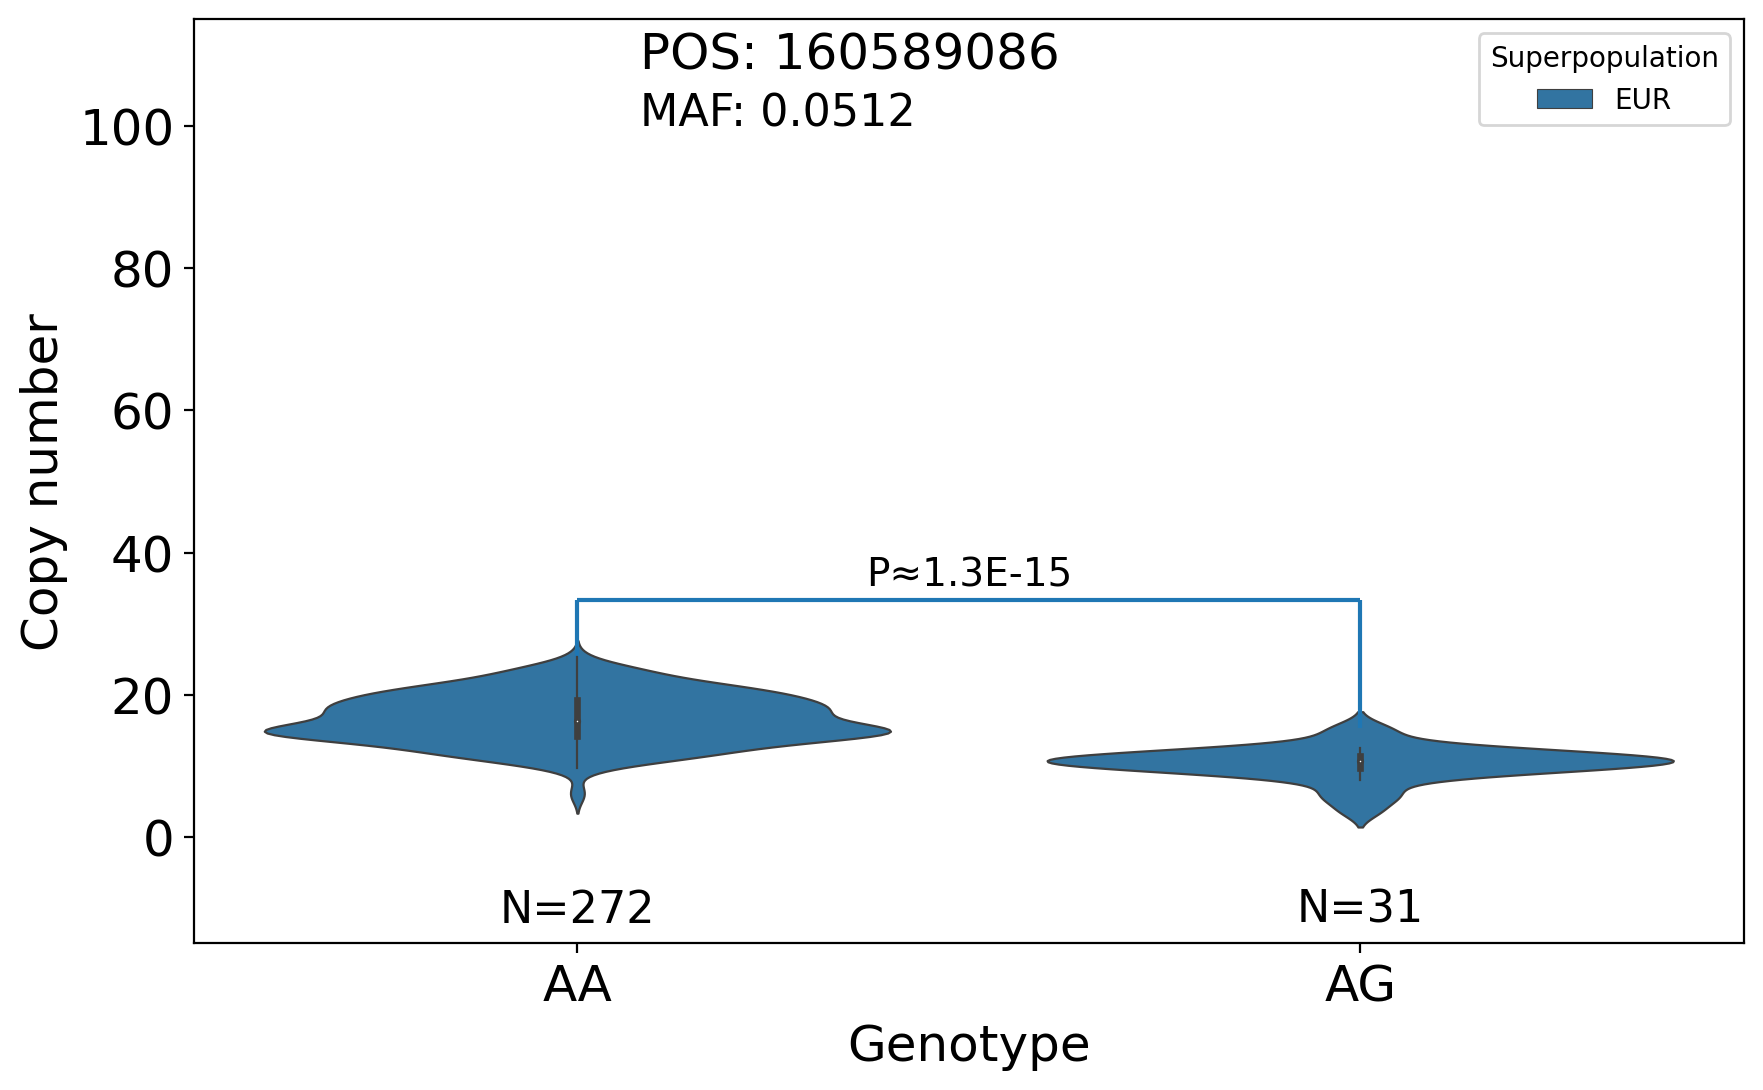 POS: 160589086
MAF: 0.0512
Superpopulation
EUR
100
80
60
40
20
0
Copy number
P≈1.3E-15
N=272
N=31
AA
AG
Genotype